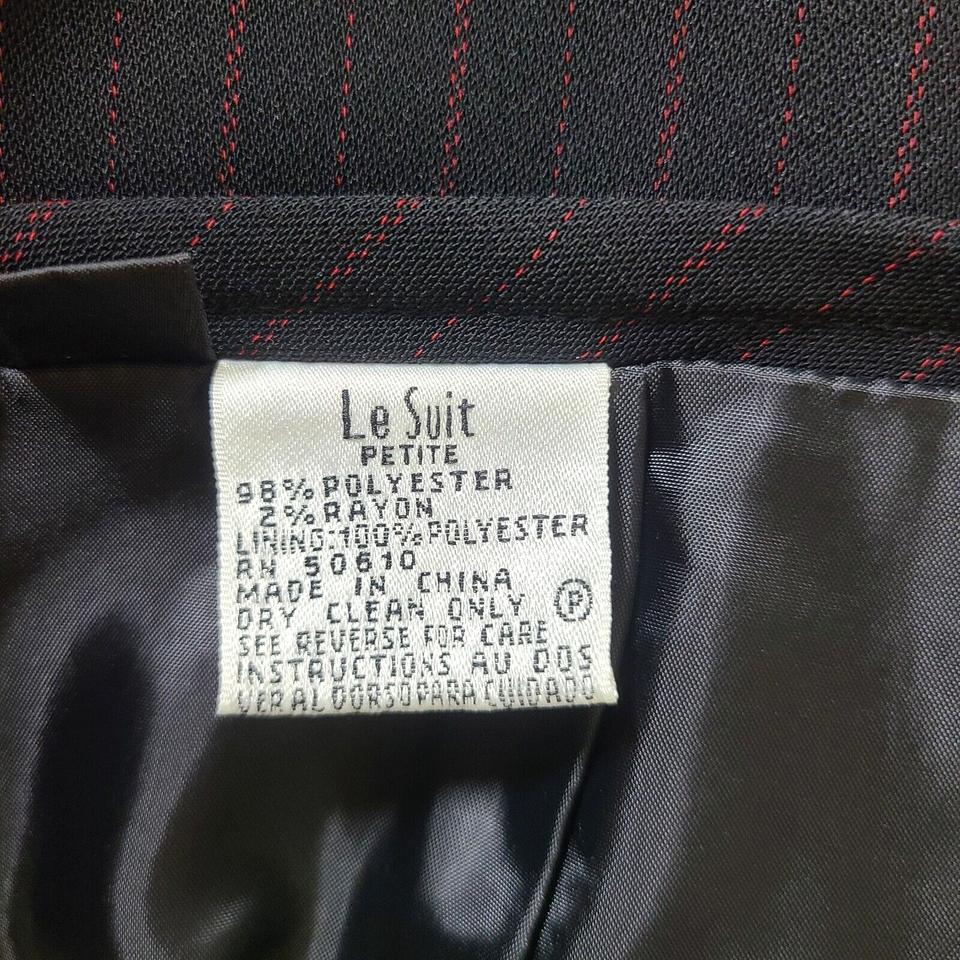 Le Suit
PETITE
98% POLYESTER
2% RAYON
LINING:100% POLYESTER
RN 50610
MADE IN CHINA
DRY CLEAN ONLY Ⓟ
SEE REVERSE FOR CARE
INSTRUCTIONS AU DOS
VER AL DORSO PARA CUIDADO